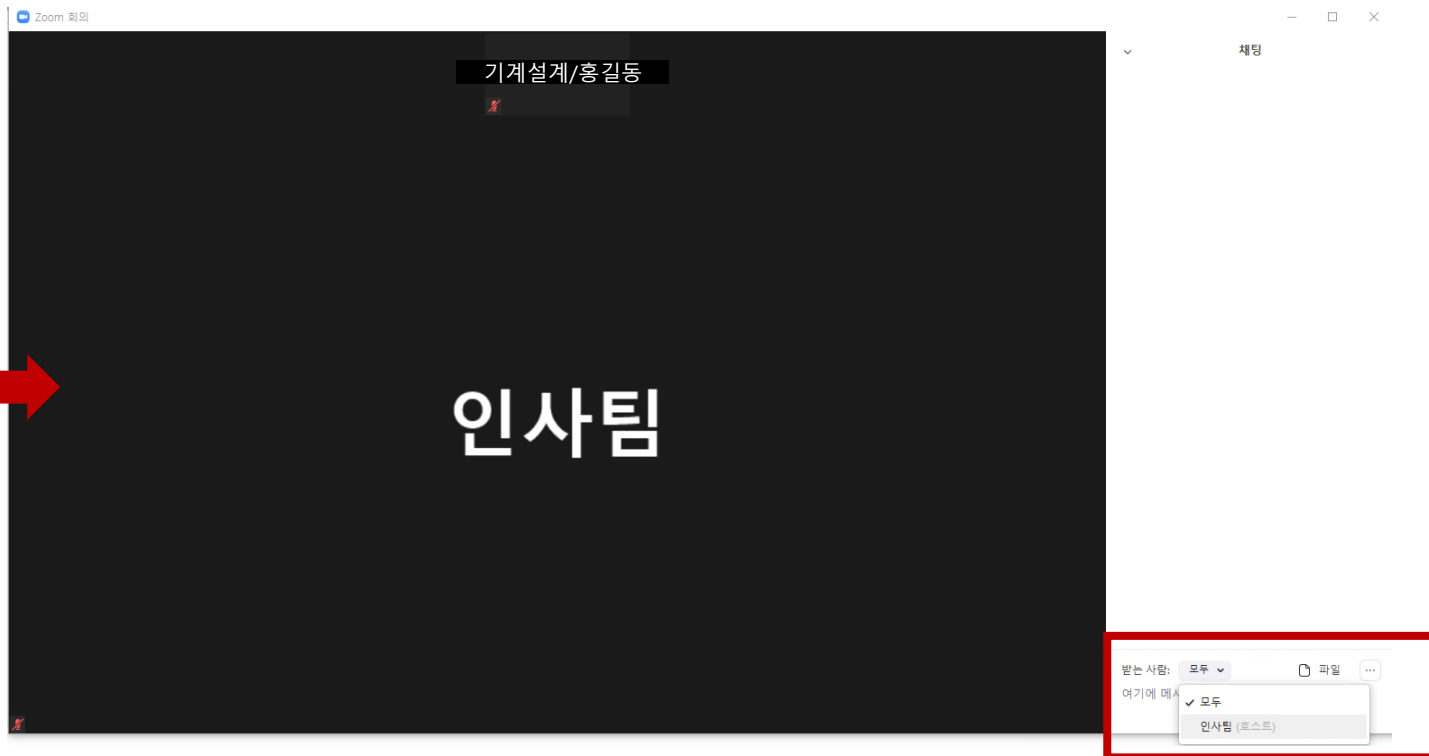 Zoom 회의
채팅
기계설계/홍길동
인사팀
받는 사람: 모두 파일 ...
여기에 메
모두
인사팀 (호스트)